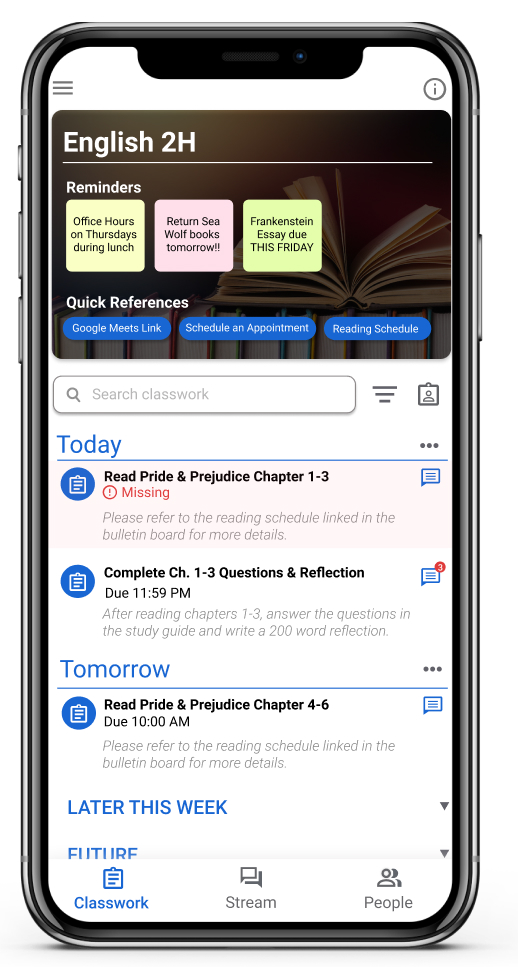 English 2H
Reminders
Office Hours
on Thursdays
during lunch
Return Sea
Wolf books
tomorrow!!
Frankenstein
Essay due
THIS FRIDAY
Quick References
Google Meets Link
Schedule an Appointment
Reading Schedule
Search classwork
Today
Read Pride & Prejudice Chapter 1-3
Missing
Please refer to the reading schedule linked in the
bulletin board for more details.
Complete Ch. 1-3 Questions & Reflection
3
Due 11:59 PM
After reading chapters 1-3, answer the questions in
the study guide and write a 200 word reflection.
Tomorrow
Read Pride & Prejudice Chapter 4-6
Due 10:00 AM
Please refer to the reading schedule linked in the
bulletin board for more details.
LATER THIS WEEK
FUTURE
Classwork
Stream
People